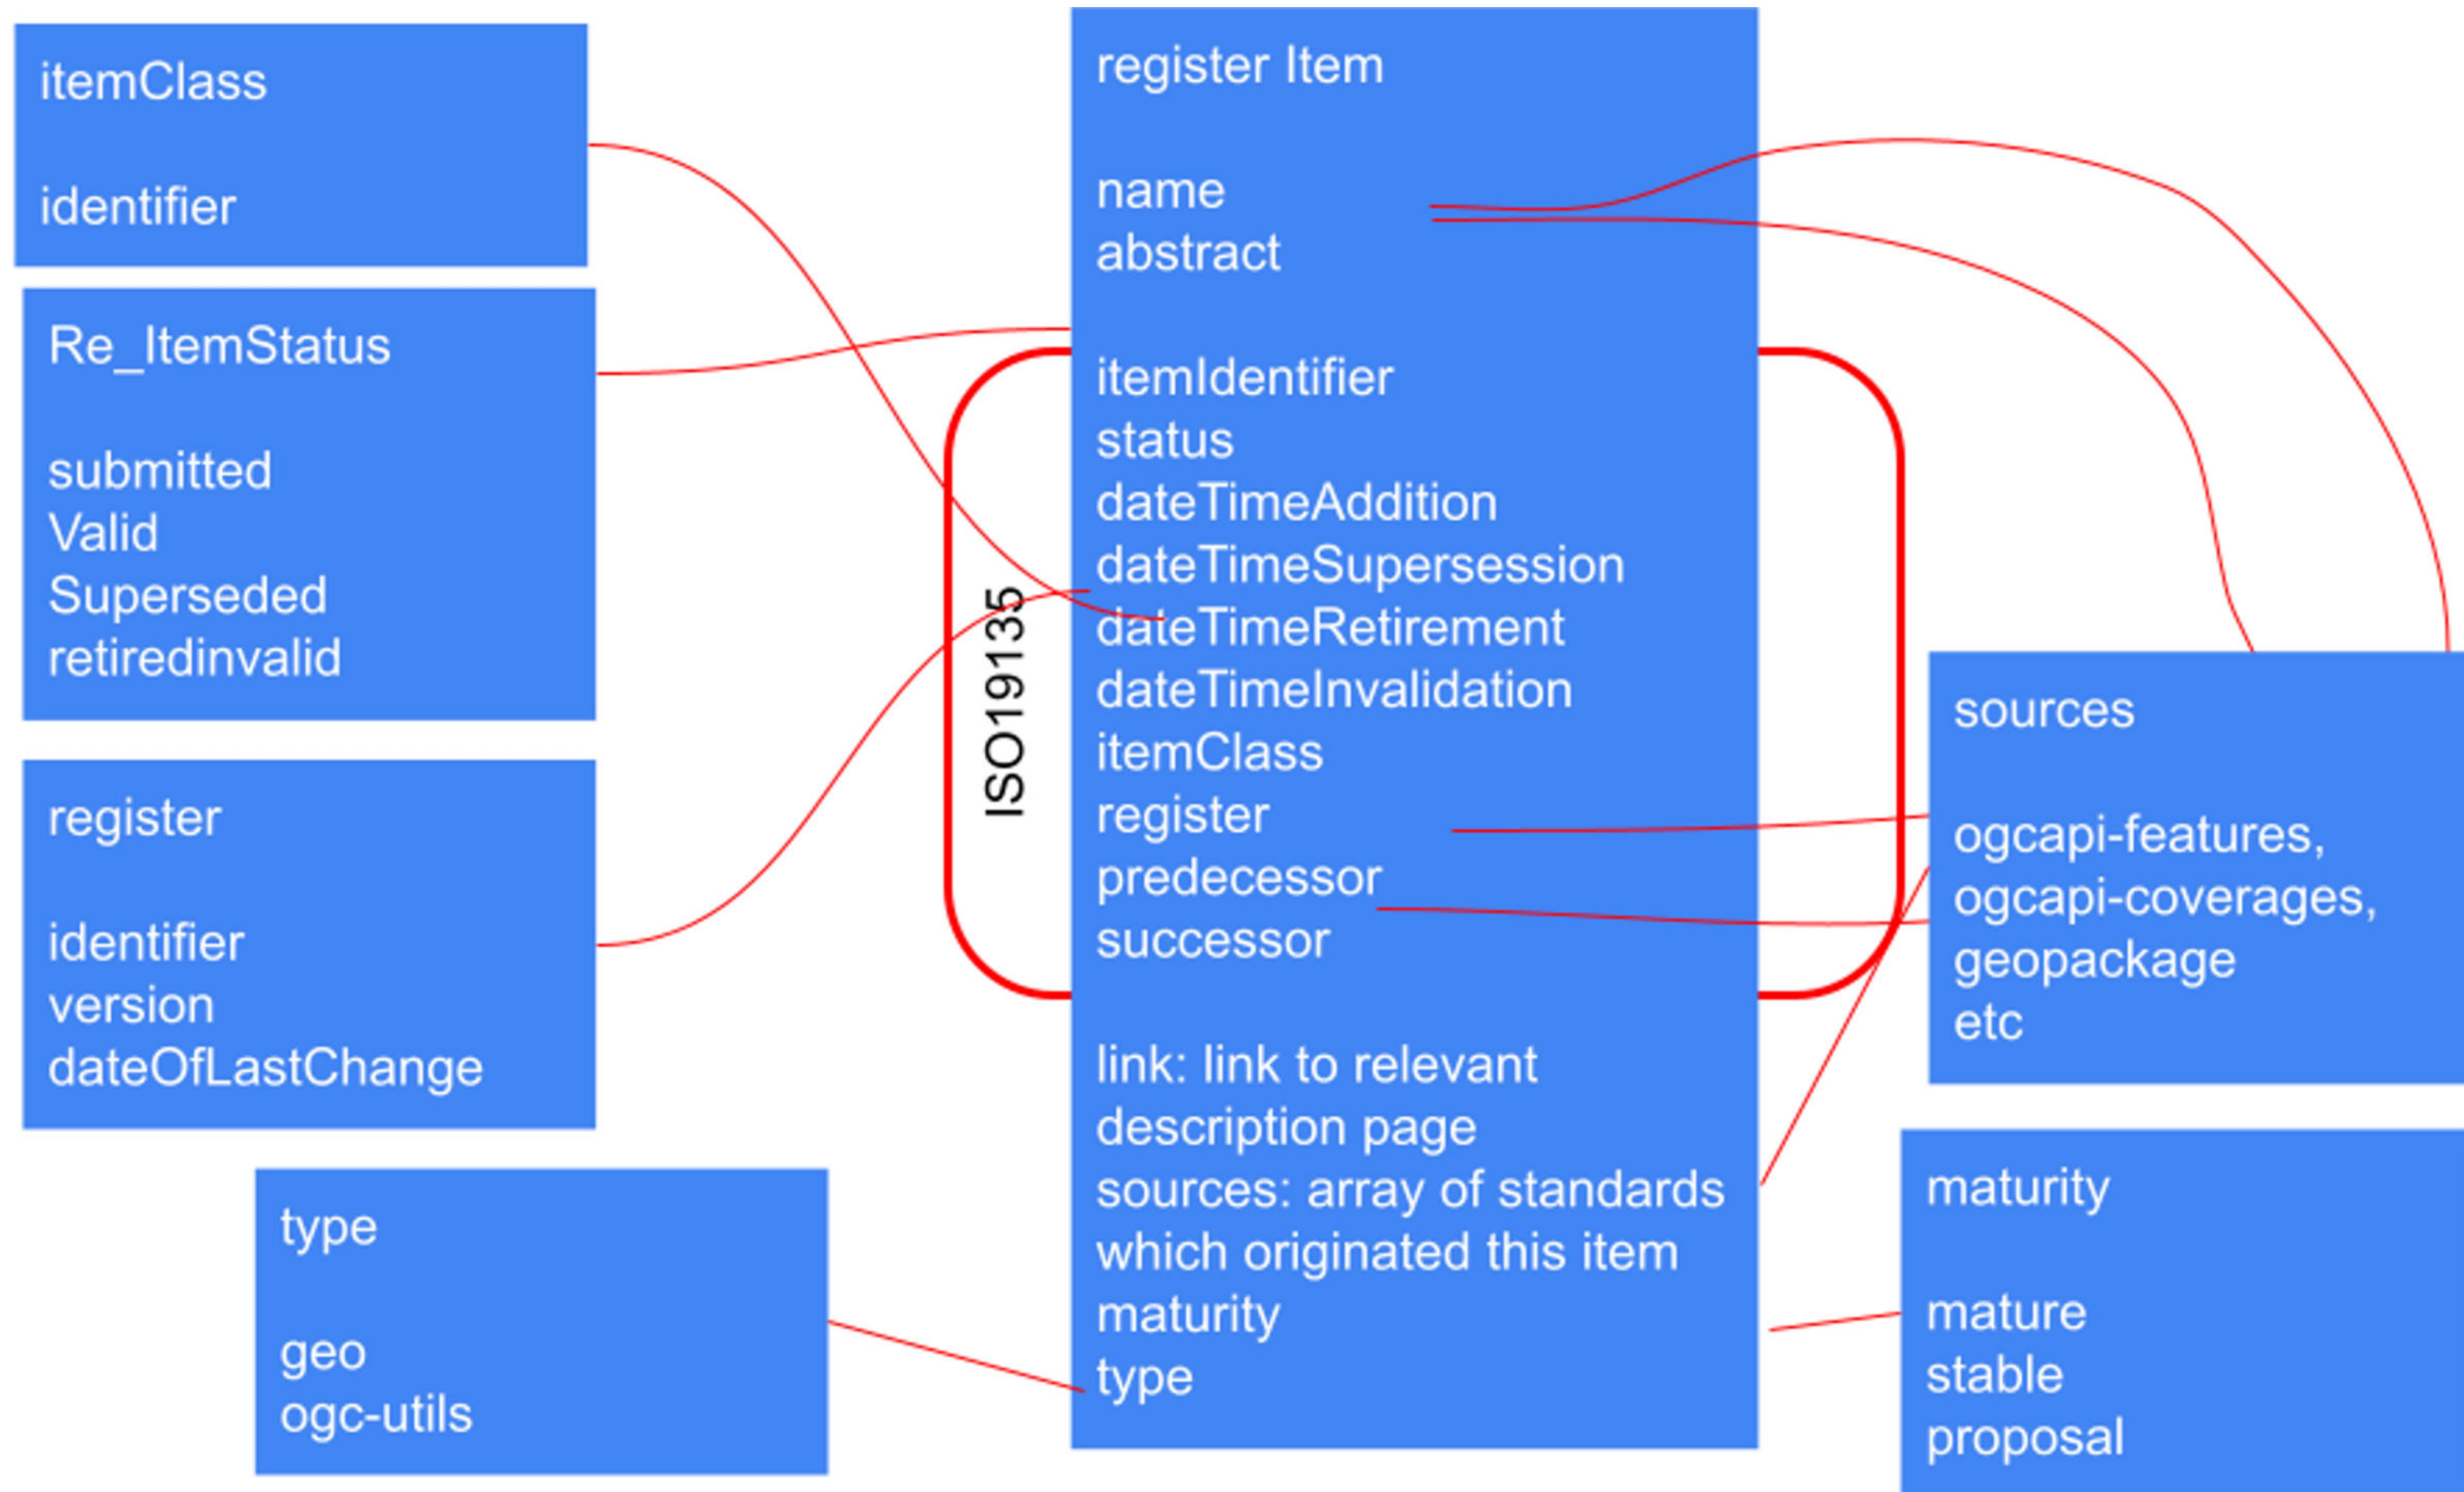 itemClass
identifier
Re_ItemStatus
submitted
Valid
Superseded
retiredinvalid
register
identifier
version
dateOfLastChange
type
geo
ogc-utils
ISO19135
register Item
name
abstract
itemIdentifier
status
dateTimeAddition
dateTimeSupersession
dateTimeRetirement
dateTimeInvalidation
itemClass
register
predecessor
successor
link: link to relevant
description page
sources: array of standards
which originated this item
maturity
type
sources
ogcapi-features,
ogcapi-coverages,
geopackage
etc
maturity
mature
stable
proposal